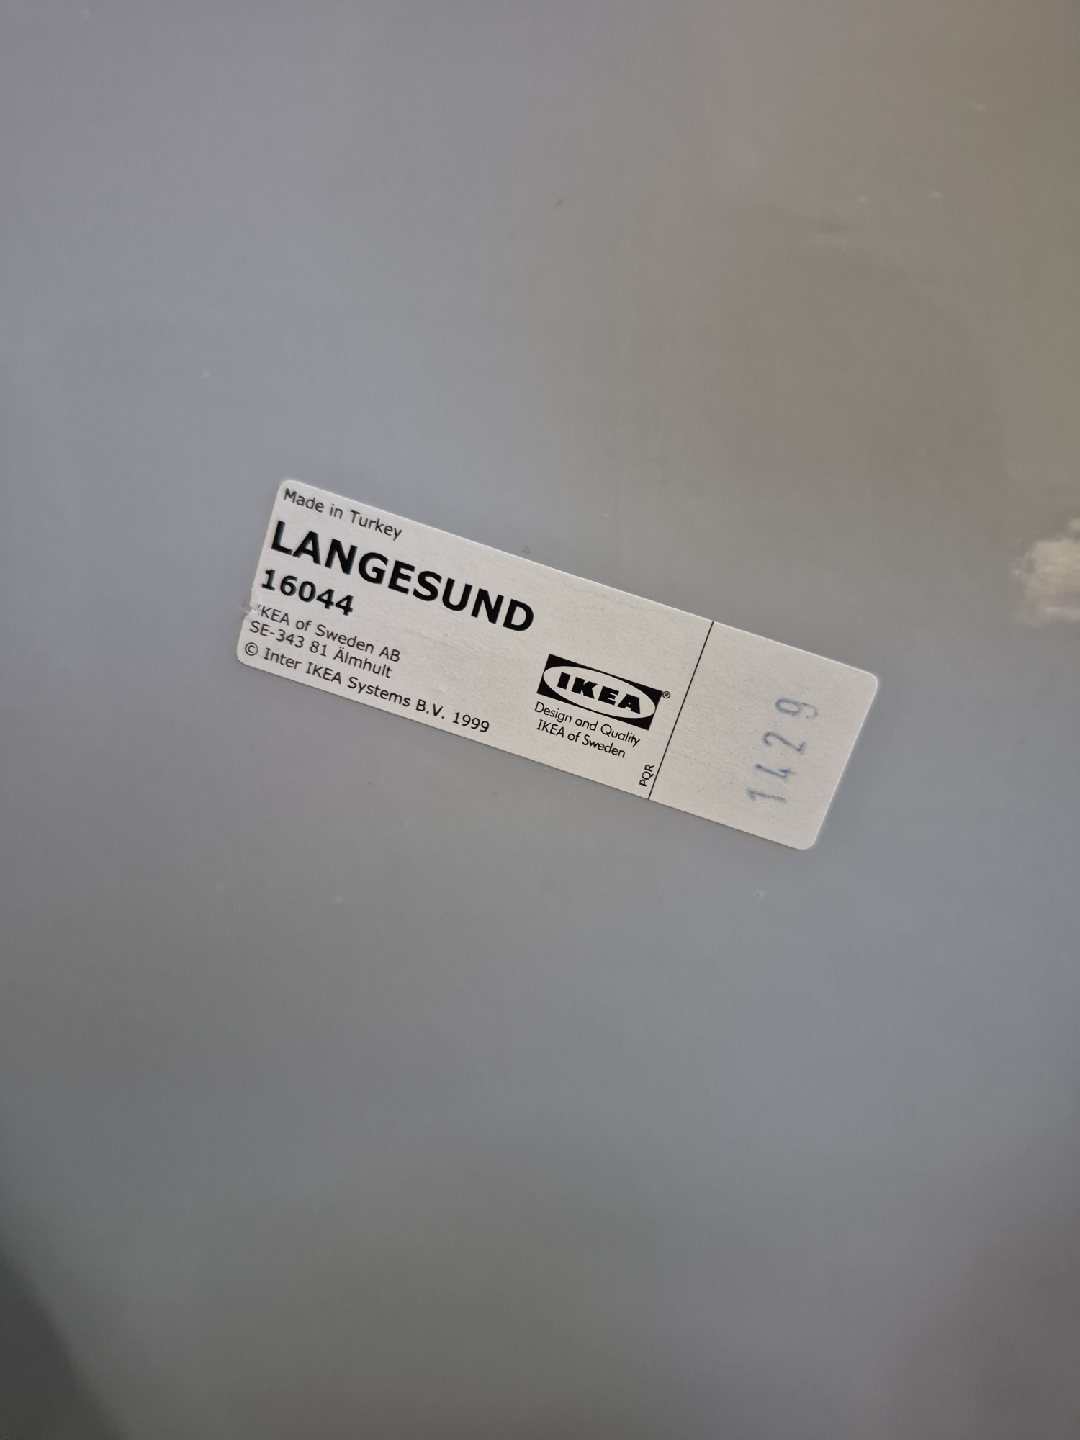 Made in Turkey
LANGESUND
16044
IKEA of Sweden AB
SE-343 81 Älmhult
© Inter IKEA Systems B.V. 1999
IKEA®
Design and Quality
IKEA of Sweden
PQR
1429